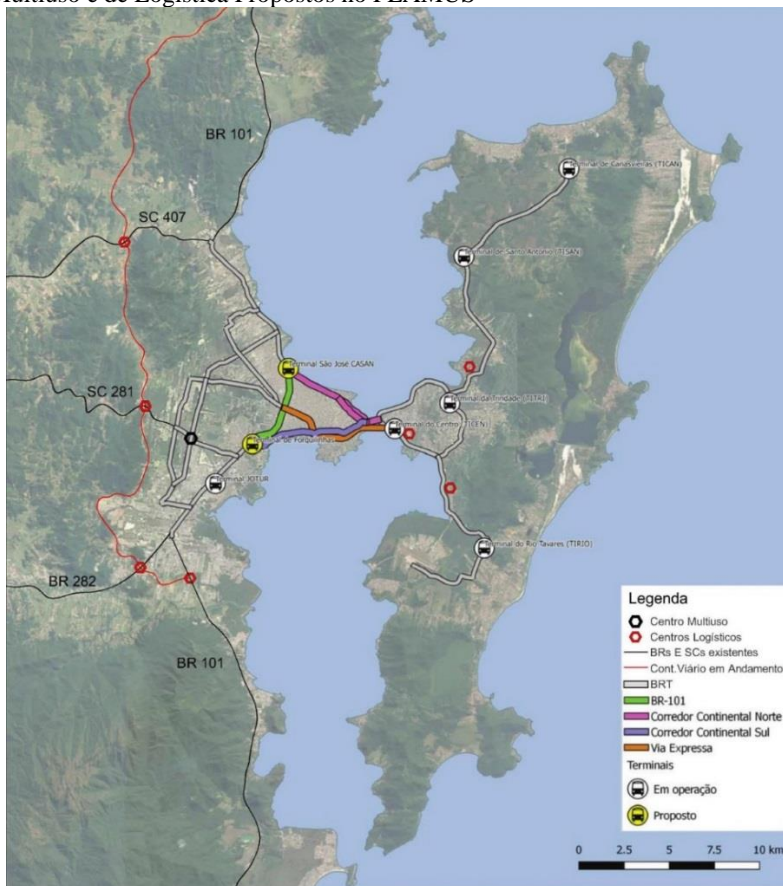 Multiuso e de Logística Propostos no PLAMUS
BR 101
Terminal de Canasvieiras (TICAN)
SC 407
Terminal de Santo Antônio (TISAN)
Terminal São José CASAN
SC 281
Terminal da Trindade (TITRI)
Terminal do Centro (TICEN)
Terminal de Forquilhinhas
Terminal JOTUR
Terminal do Rio Tavares (TIRIO)
BR 282
BR 101
Legenda
Centro Multiuso
Centros Logísticos
BRs E SCs existentes
Cont.Viário em Andamento
BRT
BR-101
Corredor Continental Norte
Corredor Continental Sul
Via Expressa
Terminais
Em operação
Proposto
0 2.5 5 7.5 10 km